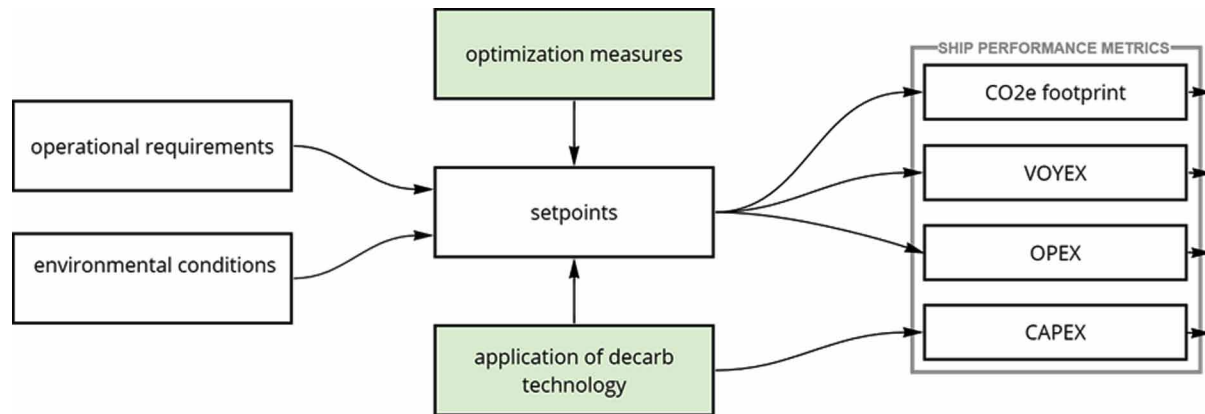 optimization measures
SHIP PERFORMANCE METRICS
CO2e footprint
operational requirements
VOYEX
setpoints
environmental conditions
OPEX
CAPEX
application of decarb
technology